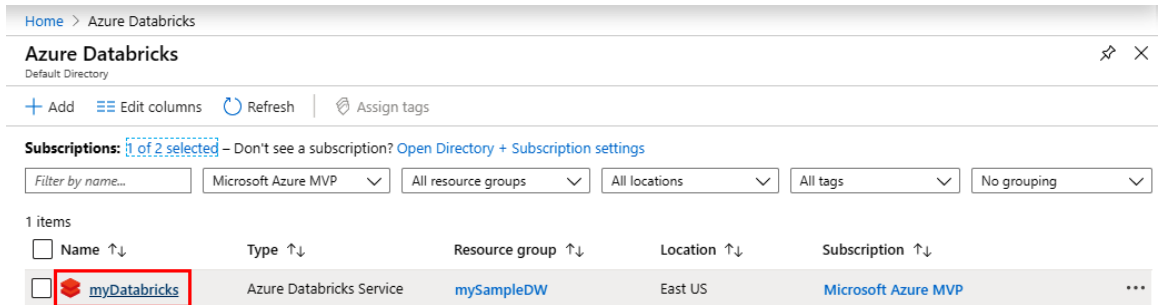 Home > Azure Databricks
Azure Databricks
Default Directory
Add Edit columns Refresh Assign tags
Subscriptions: 1 of 2 selected – Don't see a subscription? Open Directory + Subscription settings
Filter by name... Microsoft Azure MVP All resource groups All locations All tags No grouping
1 items
Name ↑↓ Type ↑↓ Resource group ↑↓ Location ↑↓ Subscription ↑↓
myDatabricks Azure Databricks Service mySampleDW East US Microsoft Azure MVP ...